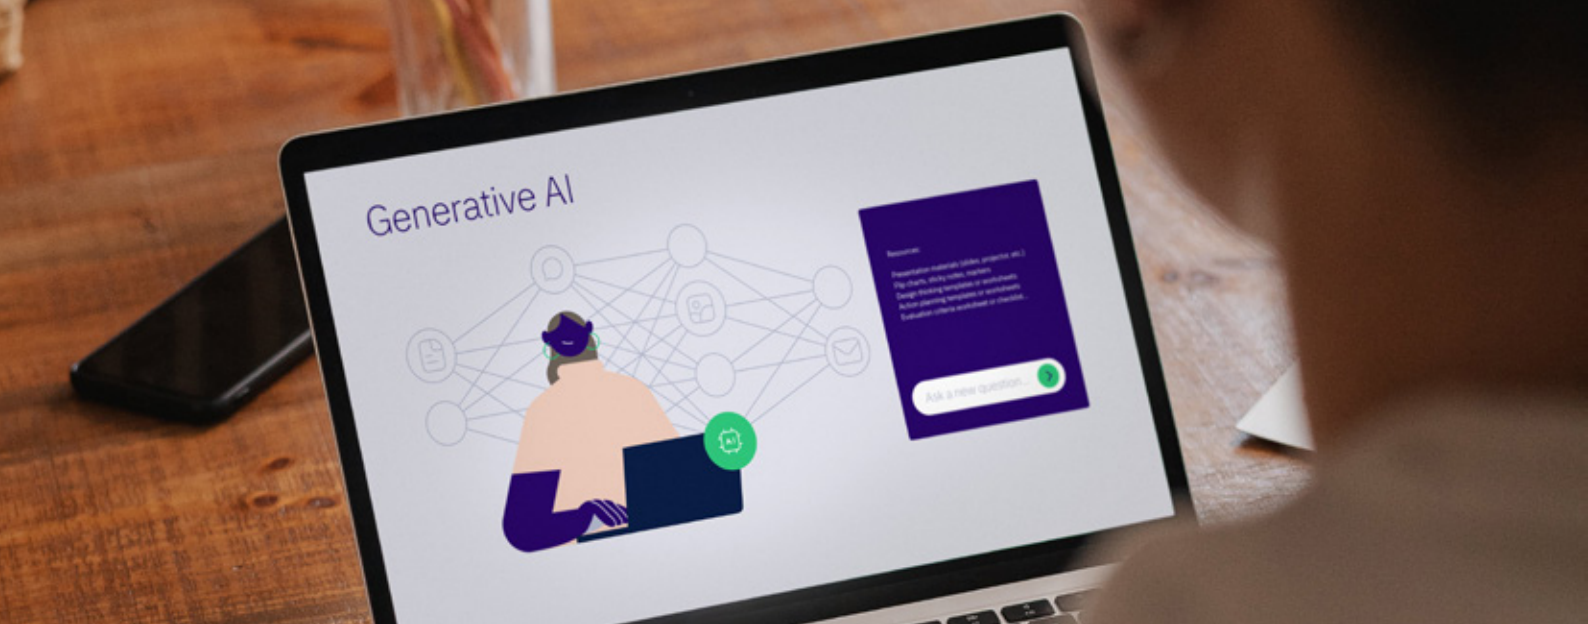 Generative AI
Resources:
Presentation materials (slides, projector, etc.)
Flip charts, sticky notes, markers
Design thinking templates or worksheets
Action planning templates or worksheets
Evaluation criteria worksheet or checklist...
Ask a new question...
AI